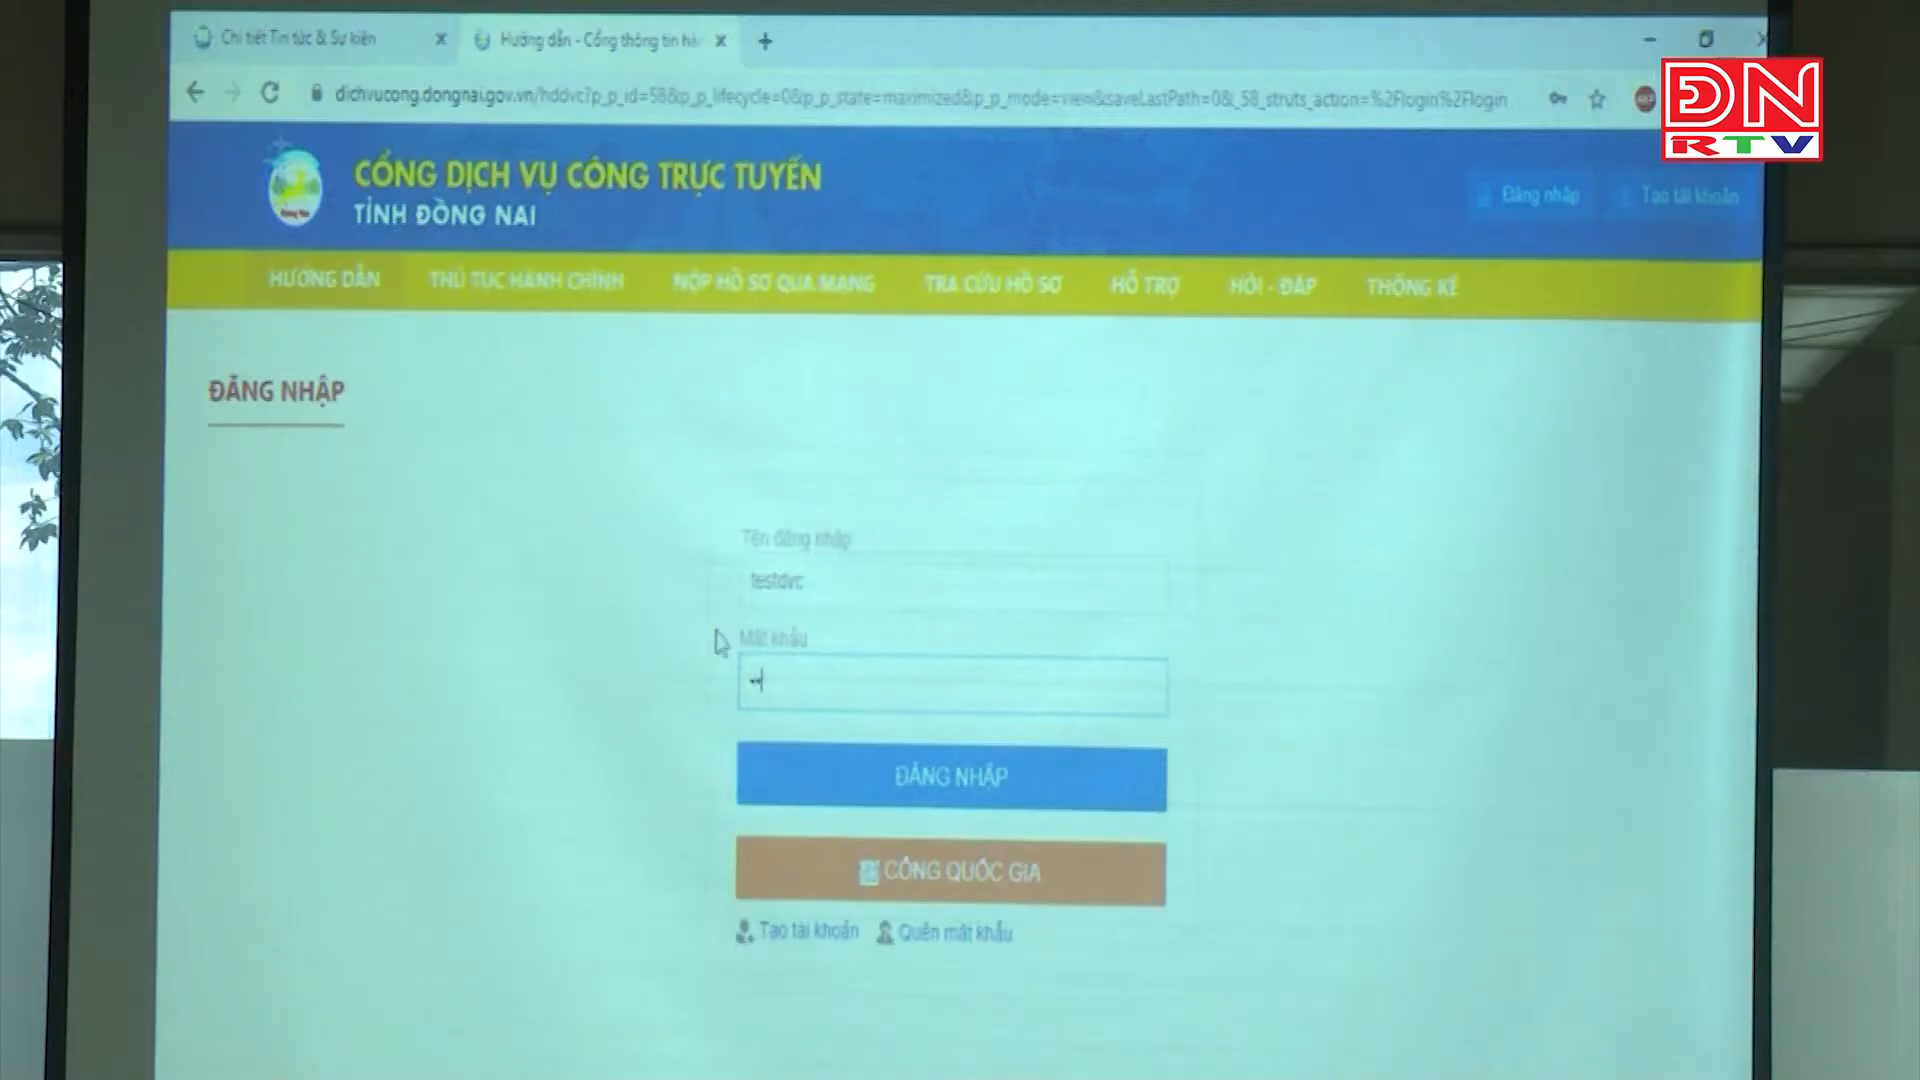 Chi tiết Tin tức & Sự kiện
Hướng dẫn - Cổng thông tin hà
dichvucong.dongnai.gov.vn/hddvc?p_p_id=58&p_p_lifecycle=0&p_p_state=maximized&p_p_mode=view&saveLastPath=0&_58_struts_action=%2Flogin%2Flogin
ĐN
RTV
CỔNG DỊCH VỤ CÔNG TRỰC TUYẾN
TỈNH ĐỒNG NAI
Đăng nhập
Tạo tài khoản
HƯỚNG DẪN THỦ TỤC HÀNH CHÍNH NỘP HỒ SƠ QUA MẠNG TRA CỨU HỒ SƠ HỖ TRỢ HỎI - ĐÁP THỐNG KÊ
ĐĂNG NHẬP
Tên đăng nhập
testdvc
Mật khẩu
ĐĂNG NHẬP
CỔNG QUỐC GIA
Tạo tài khoản Quên mật khẩu